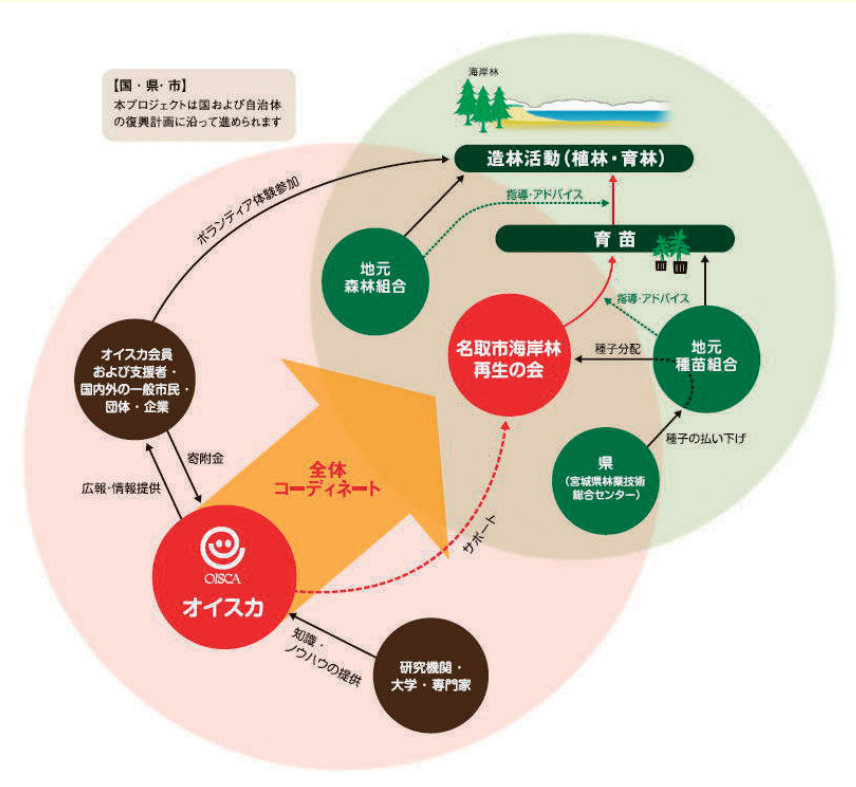 【国・県・市】
本プロジェクトは国および自治体
の復興計画に沿って進められます
海岸林
造林活動(植林・育林)
ボランティア体験参加
指導・アドバイス
育苗
地元
森林組合
指導・アドバイス
名取市海岸林
再生の会
種子分配
地元
種苗組合
オイスカ会員
および支援者・
国内外の一般市民・
団体・企業
種子の払い下げ
寄附金
県
(宮城県林業技術
総合センター)
全体
コーディネート
広報・情報提供
サポート
OISCA
オイスカ
知識・
ノウハウの提供
研究機関・
大学・専門家